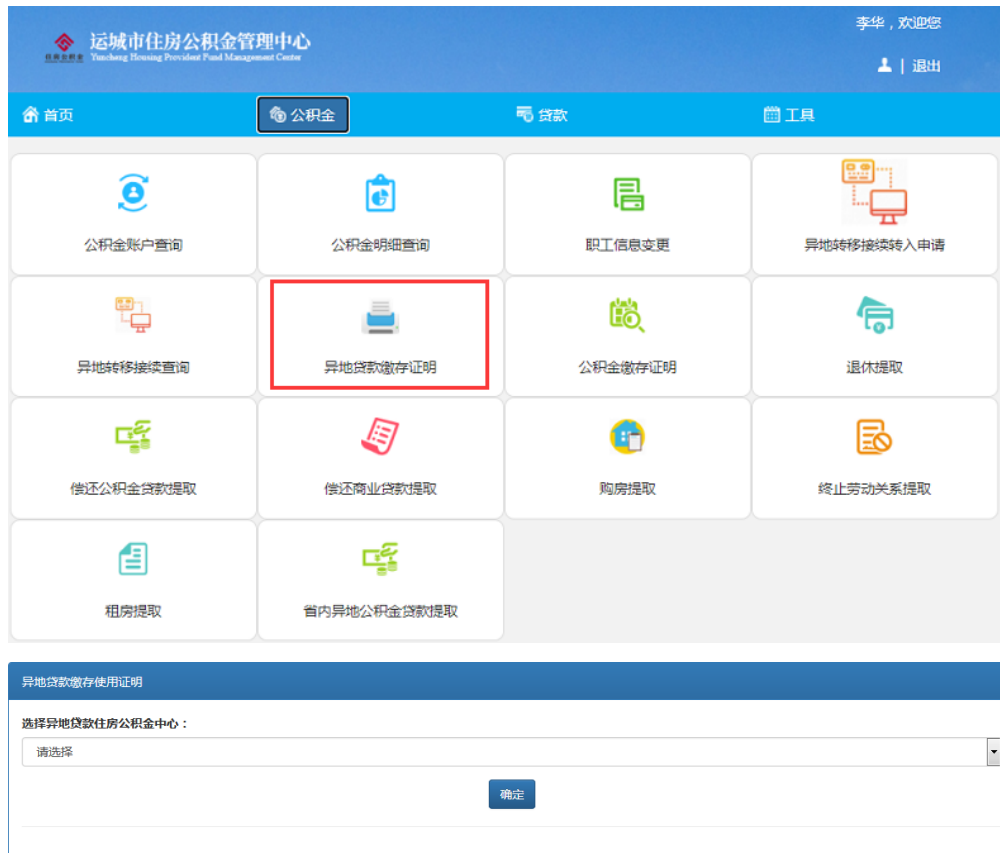 李华，欢迎您
运城市住房公积金管理中心
住房公积金 Yuncheng Housing Provident Fund Management Center
| 退出
首页 公积金 贷款 工具
公积金账户查询 公积金明细查询 职工信息变更 异地转移接续转入申请
异地转移接续查询 异地贷款缴存证明 公积金缴存证明 退休提取
偿还公积金贷款提取 偿还商业贷款提取 购房提取 终止劳动关系提取
租房提取 省内异地公积金贷款提取
异地贷款缴存使用证明
选择异地贷款住房公积金中心：
请选择
确定